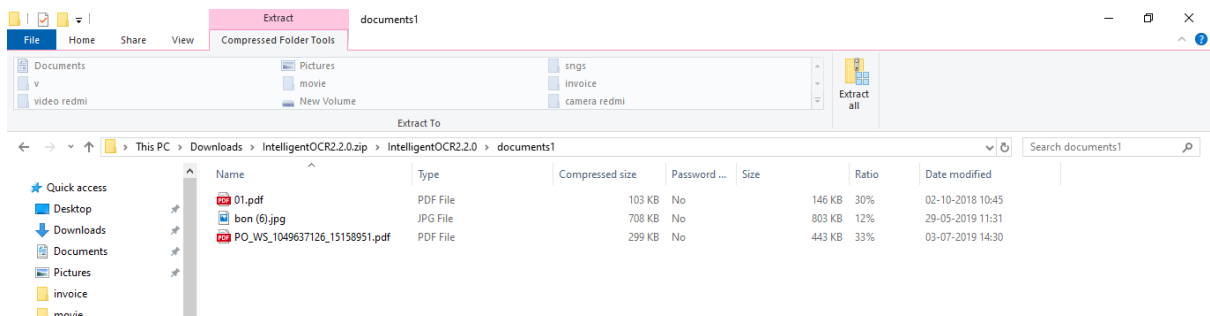 Extract documents1
File Home Share View Compressed Folder Tools
Documents Pictures sngs
v movie invoice
video redmi New Volume camera redmi
Extract all
Extract To
This PC > Downloads > IntelligentOCR2.2.0.zip > IntelligentOCR2.2.0 > documents1 Search documents1
Name Type Compressed size Password ... Size Ratio Date modified
Quick access
01.pdf PDF File 103 KB No 146 KB 30% 02-10-2018 10:45
Desktop
bon (6).jpg JPG File 708 KB No 803 KB 12% 29-05-2019 11:31
Downloads
PO_WS_1049637126_15158951.pdf PDF File 299 KB No 443 KB 33% 03-07-2019 14:30
Documents
Pictures
invoice
movie